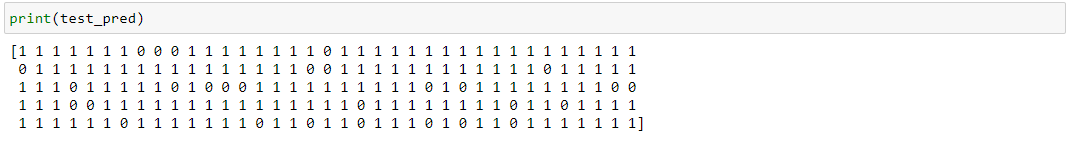 print(test_pred)
[1 1 1 1 1 1 1 0 0 0 1 1 1 1 1 1 1 1 0 1 1 1 1 1 1 1 1 1 1 1 1 1 1 1 1 1 1
0 1 1 1 1 1 1 1 1 1 1 1 1 1 1 1 1 0 0 1 1 1 1 1 1 1 1 1 1 1 1 0 1 1 1 1 1
1 1 1 0 1 1 1 1 1 0 1 0 0 0 1 1 1 1 1 1 1 1 1 1 0 1 0 1 1 1 1 1 1 1 1 0 0
1 1 1 0 0 1 1 1 1 1 1 1 1 1 1 1 1 1 1 1 0 1 1 1 1 1 1 1 1 0 1 1 0 1 1 1 1
1 1 1 1 1 1 0 1 1 1 1 1 1 1 0 1 1 0 1 1 0 1 1 1 0 1 0 1 1 0 1 1 1 1 1 1 1]